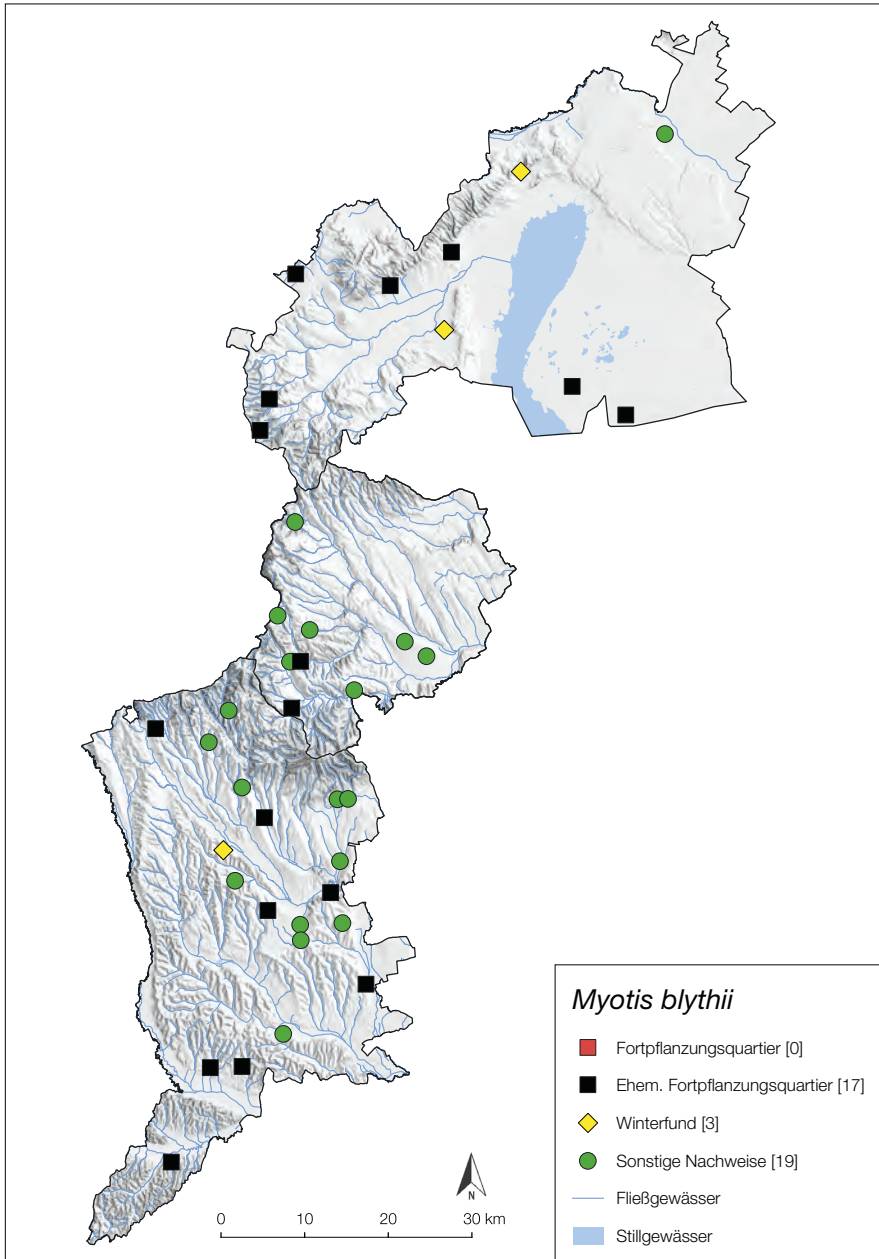 Myotis blythii
Fortpflanzungsquartier [0]
Ehem. Fortpflanzungsquartier [17]
Winterfund [3]
Sonstige Nachweise [19]
Fließgewässer
Stillgewässer
N
0 10 20 30 km